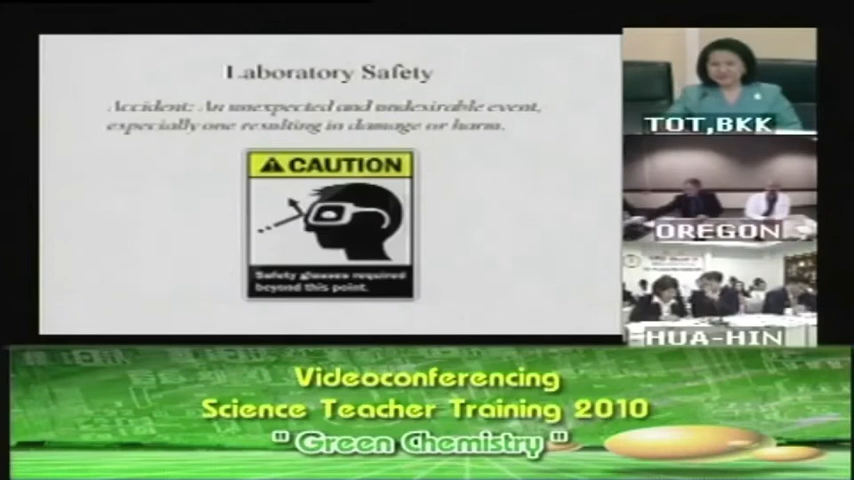 Laboratory Safety
Accident: An unexpected and undesirable event,
especially one resulting in damage or harm.
CAUTION
Safety glasses required
beyond this point.
TOT,BKK
OREGON
HUA-HIN
Videoconferencing
Science Teacher Training 2010
"Green Chemistry"